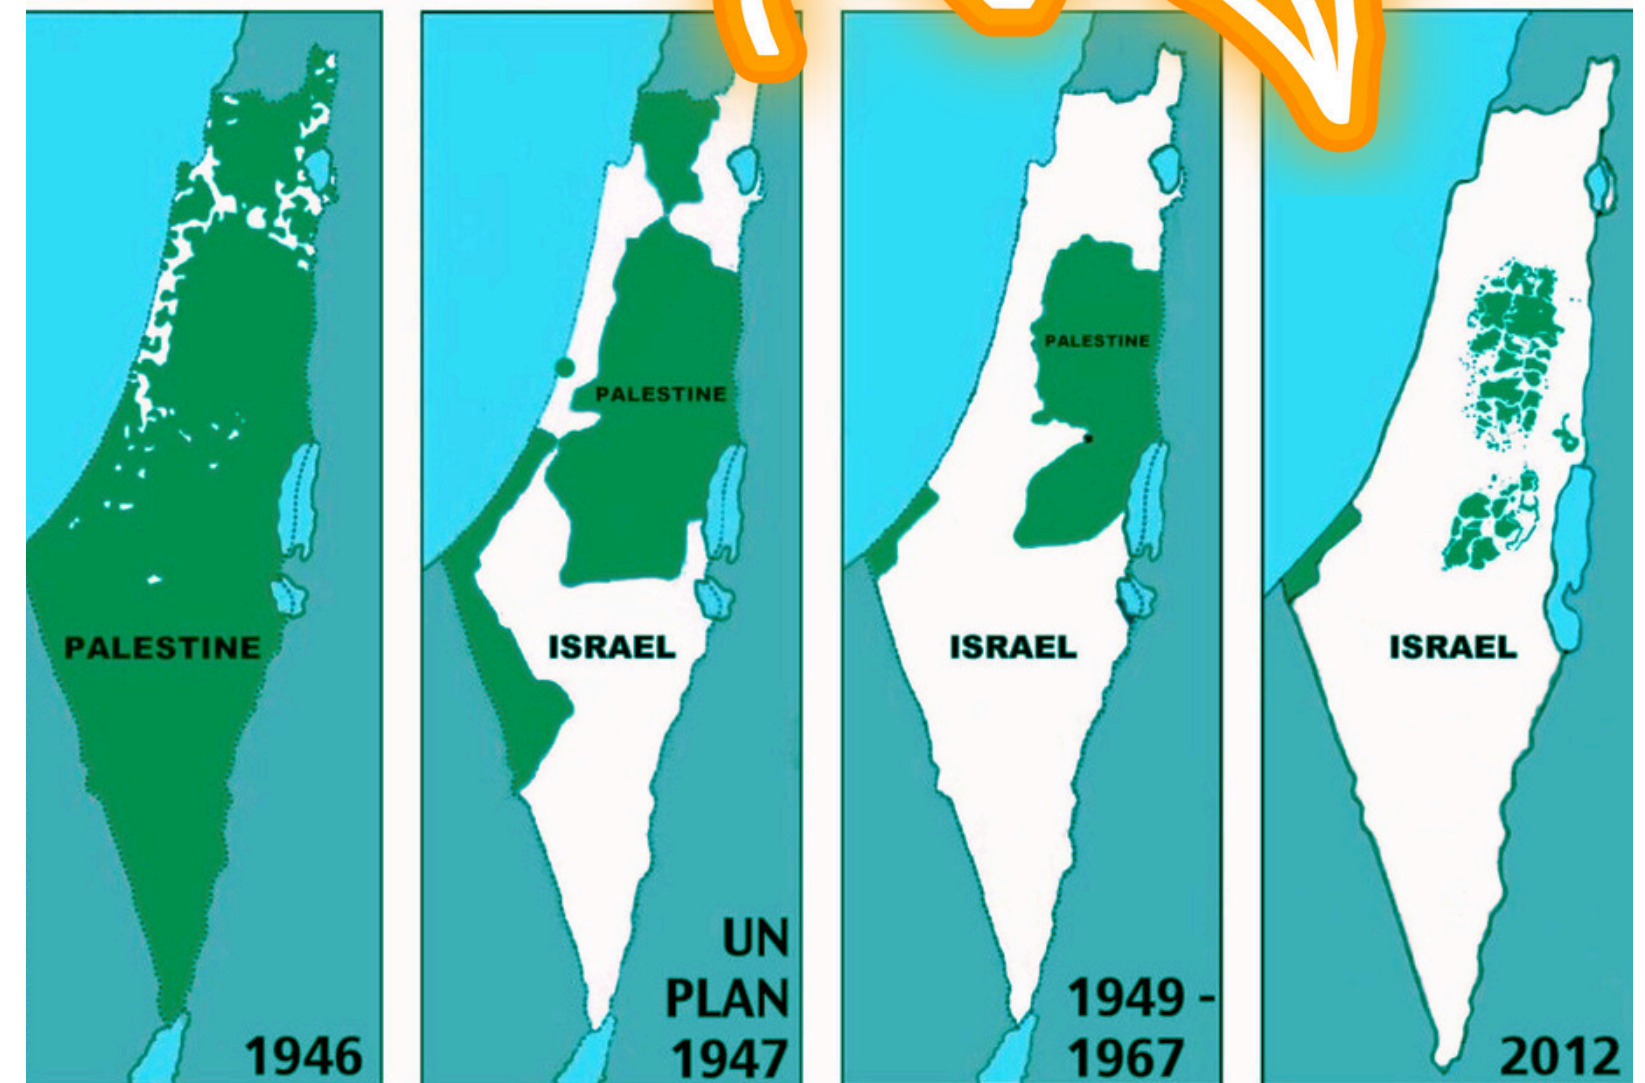 PALESTINE
1946
PALESTINE
ISRAEL
UN
PLAN
1947
PALESTINE
ISRAEL
1949 -
1967
ISRAEL
2012